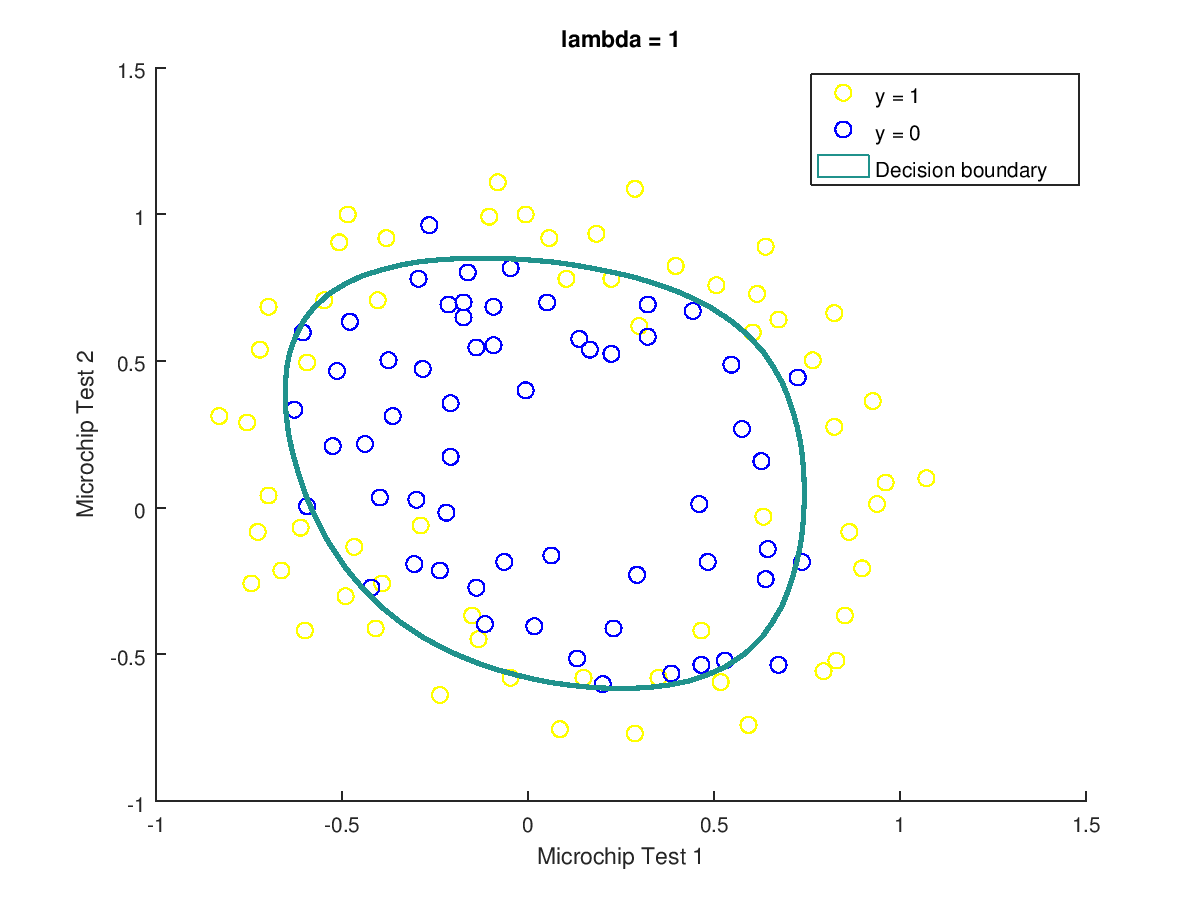 lambda = 1
y = 1
y = 0
Decision boundary
1.5
1
0.5
0
-0.5
-1
Microchip Test 2
-1
-0.5
0
0.5
1
1.5
Microchip Test 1